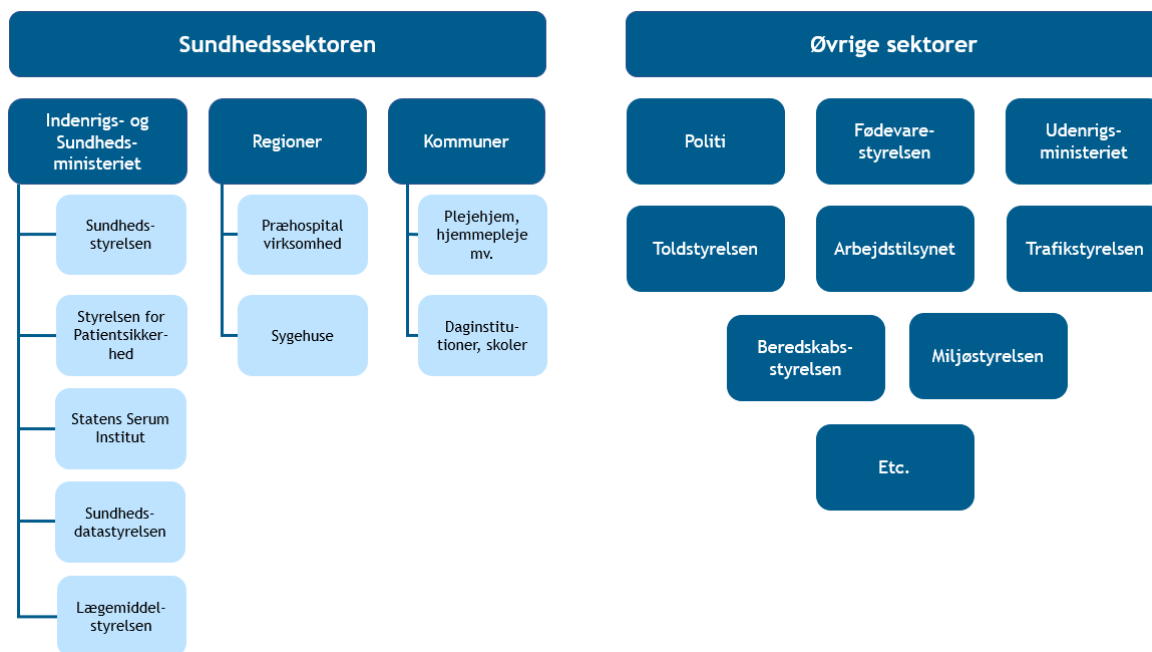 Sundhedssektoren
Indenrigs- og
Sundheds-
ministeriet
Sundheds-
styrelsen
Styrelsen for
Patientsikker-
hed
Statens Serum
Institut
Sundheds-
datastyrelsen
Lægemiddel-
styrelsen
Regioner
Præhospital
virksomhed
Sygehuse
Kommuner
Plejehjem,
hjemmepleje
mv.
Daginstitu-
tioner, skoler
Øvrige sektorer
Politi
Fødevare-
styrelsen
Udenrigs-
ministeriet
Toldstyrelsen
Arbejdstilsynet
Trafikstyrelsen
Beredskabs-
styrelsen
Miljøstyrelsen
Etc.